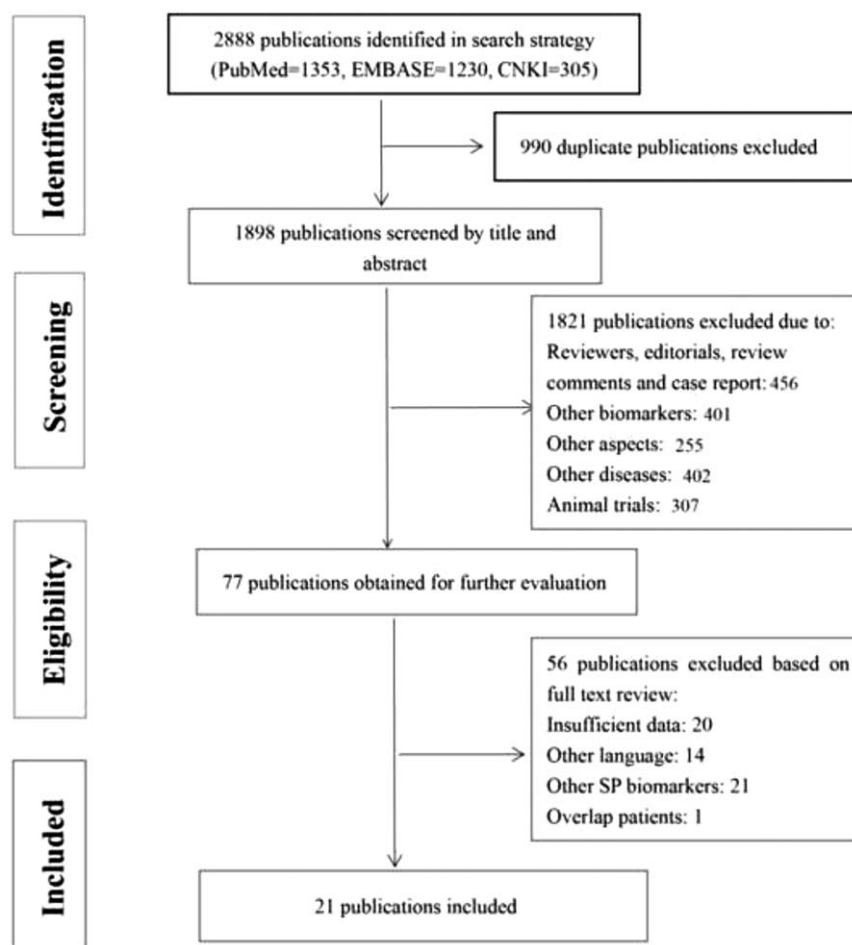 Identification
2888 publications identified in search strategy
(PubMed=1353, EMBASE=1230, CNKI=305)
990 duplicate publications excluded
1898 publications screened by title and
abstract
Screening
1821 publications excluded due to:
Reviewers, editorials, review
comments and case report: 456
Other biomarkers: 401
Other aspects: 255
Other diseases: 402
Animal trials: 307
Eligibility
77 publications obtained for further evaluation
56 publications excluded based on
full text review:
Insufficient data: 20
Other language: 14
Other SP biomarkers: 21
Overlap patients: 1
Included
21 publications included